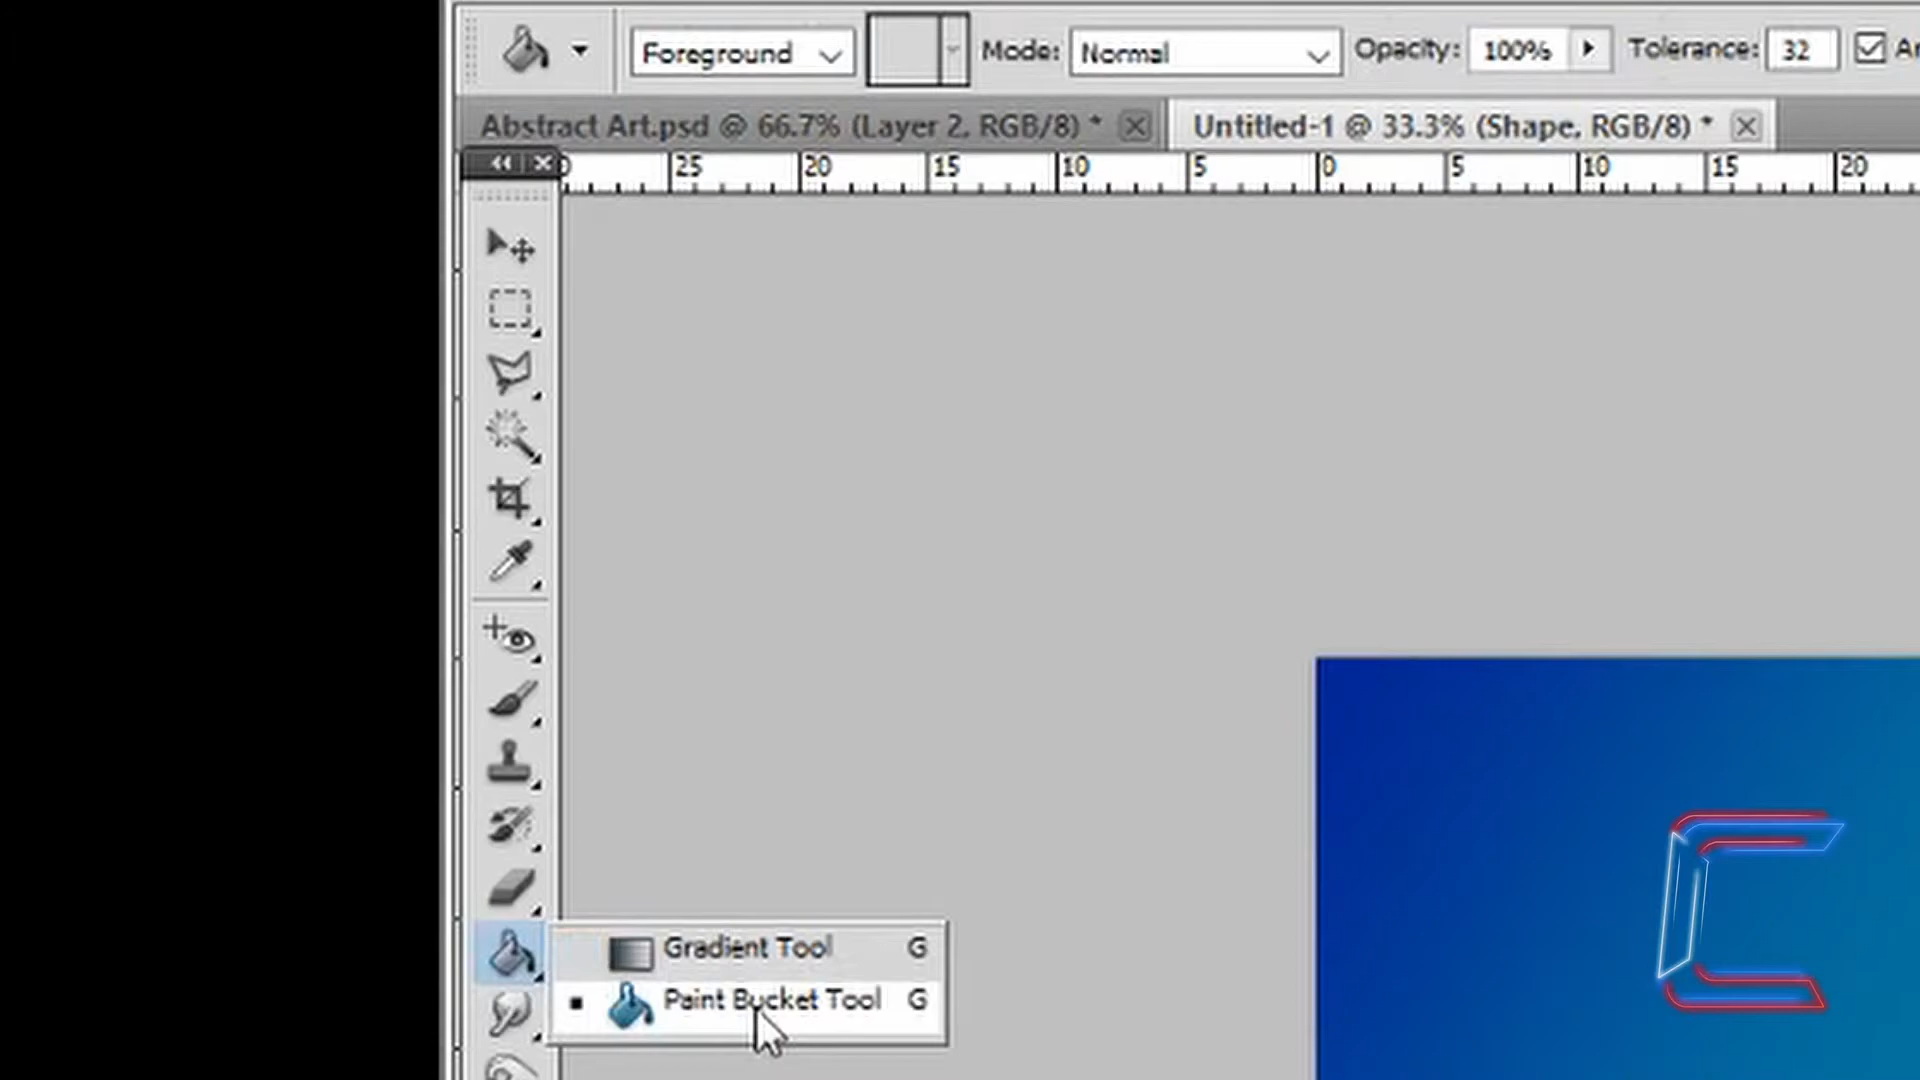 Foreground Mode: Normal Opacity: 100% Tolerance: 32
Abstract Art.psd @ 66.7% (Layer 2, RGB/8) * Untitled-1 @ 33.3% (Shape, RGB/8) *
25 20 15 10 5 0 5 10 15 20
Gradient Tool G
Paint Bucket Tool G